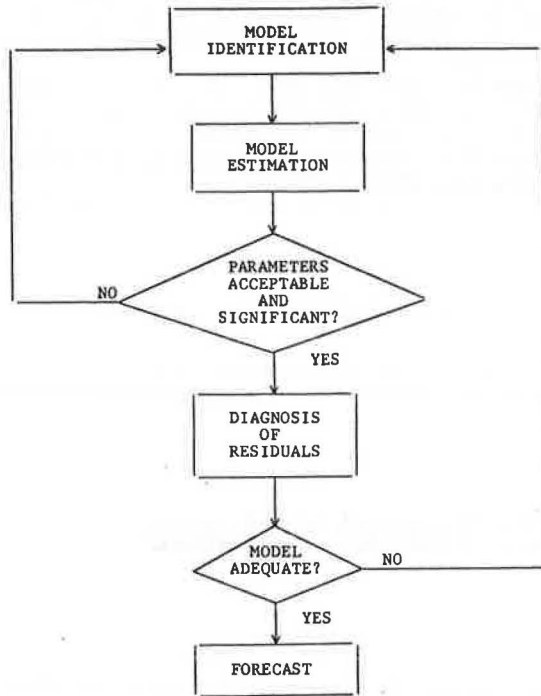 MODEL
IDENTIFICATION
MODEL
ESTIMATION
PARAMETERS
ACCEPTABLE
AND
SIGNIFICANT?
NO
YES
DIAGNOSIS
OF
RESIDUALS
MODEL
ADEQUATE?
NO
YES
FORECAST